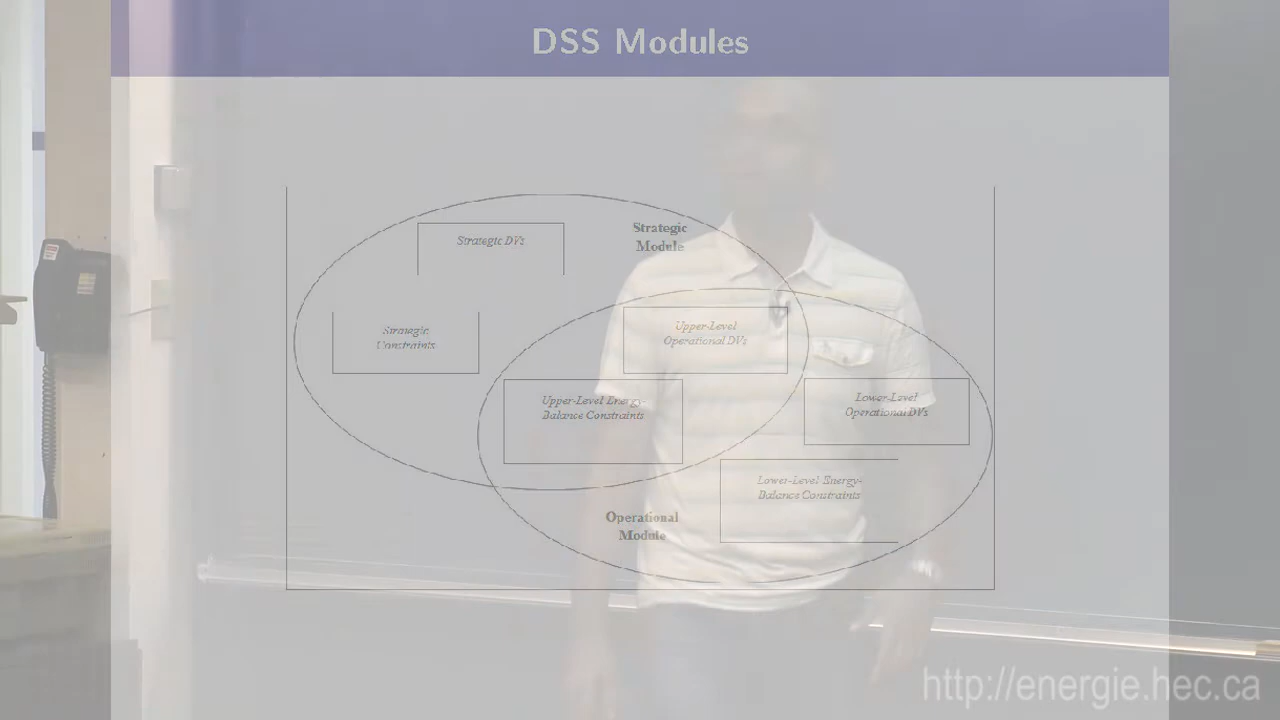 DSS Modules
Strategic DVs
Strategic
Module
Strategic
Constraints
Upper-Level
Operational DVs
Upper-Level Energy-
Balance Constraints
Lower-Level
Operational DVs
Lower-Level Energy-
Balance Constraints
Operational
Module
http://energie.hec.ca